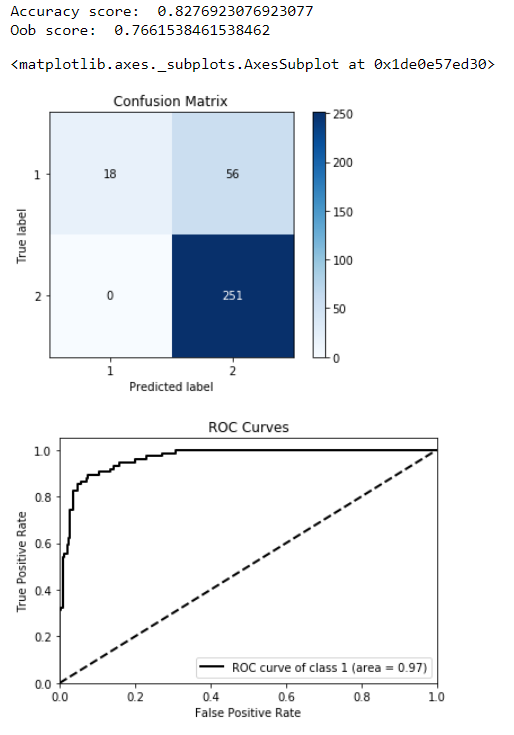 Accuracy score:  0.8276923076923077
Oob score:  0.7661538461538462
<matplotlib.axes._subplots.AxesSubplot at 0x1de0e57ed30>
Confusion Matrix
250
200
150
100
50
0
True label
1
18
56
2
0
251
1
2
Predicted label
ROC Curves
True Positive Rate
1.0
0.8
0.6
0.4
0.2
0.0
ROC curve of class 1 (area = 0.97)
0.0
0.2
0.4
0.6
0.8
1.0
False Positive Rate